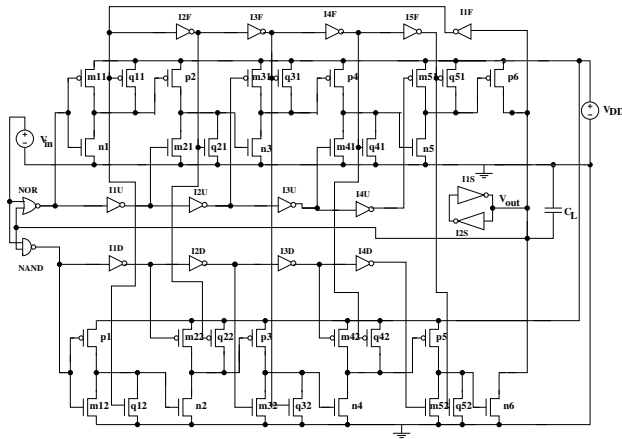 I2F I3F I4F I5F I1F
m11 q11 p2 m31 q31 p4 m51 q51 p6
VDD
Vin
n1 m21 q21 n3 m41 q41 n5
NOR I1U I2U I3U I4U I1S Vout CL
I2S
NAND I1D I2D I3D I4D
p1 m22 q22 p3 m42 q42 p5
m12 q12 n2 m32 q32 n4 m52 q52 n6